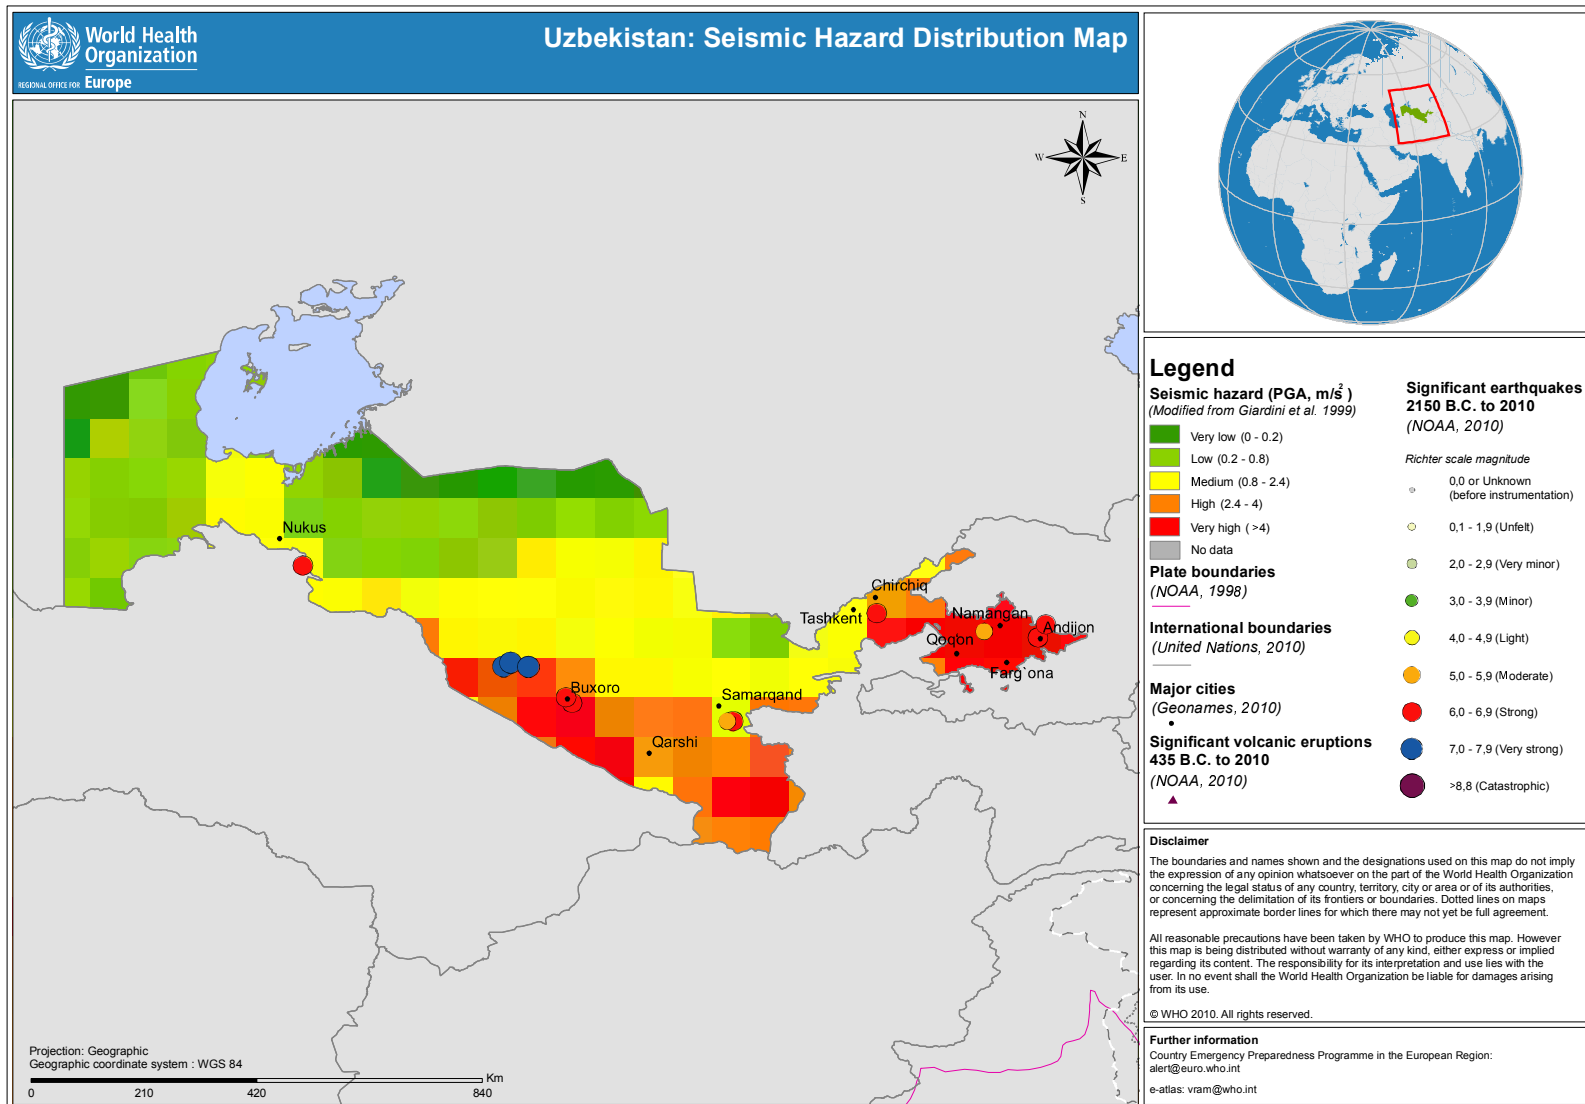 World Health
Organization
REGIONAL OFFICE FOR Europe
Uzbekistan: Seismic Hazard Distribution Map
N
W
E
S
Nukus
Chirchiq
Tashkent
Namangan
Andijon
Qoqon
Farg`ona
Buxoro
Samarqand
Qarshi
Projection: Geographic
Geographic coordinate system : WGS 84
Km
0 210 420 840
Legend
Seismic hazard (PGA, m/s²)
(Modified from Giardini et al. 1999)
Very low (0 - 0.2)
Low (0.2 - 0.8)
Medium (0.8 - 2.4)
High (2.4 - 4)
Very high ( >4)
No data
Plate boundaries
(NOAA, 1998)
International boundaries
(United Nations, 2010)
Major cities
(Geonames, 2010)
Significant volcanic eruptions
435 B.C. to 2010
(NOAA, 2010)
Significant earthquakes
2150 B.C. to 2010
(NOAA, 2010)
Richter scale magnitude
0,0 or Unknown
(before instrumentation)
0,1 - 1,9 (Unfelt)
2,0 - 2,9 (Very minor)
3,0 - 3,9 (Minor)
4,0 - 4,9 (Light)
5,0 - 5,9 (Moderate)
6,0 - 6,9 (Strong)
7,0 - 7,9 (Very strong)
>8,8 (Catastrophic)
Disclaimer
The boundaries and names shown and the designations used on this map do not imply
the expression of any opinion whatsoever on the part of the World Health Organization
concerning the legal status of any country, territory, city or area or of its authorities,
or concerning the delimitation of its frontiers or boundaries. Dotted lines on maps
represent approximate border lines for which there may not yet be full agreement.
All reasonable precautions have been taken by WHO to produce this map. However
this map is being distributed without warranty of any kind, either express or implied
regarding its content. The responsibility for its interpretation and use lies with the
user. In no event shall the World Health Organization be liable for damages arising
from its use.
© WHO 2010. All rights reserved.
Further information
Country Emergency Preparedness Programme in the European Region:
alert@euro.who.int
e-atlas: vram@who.int